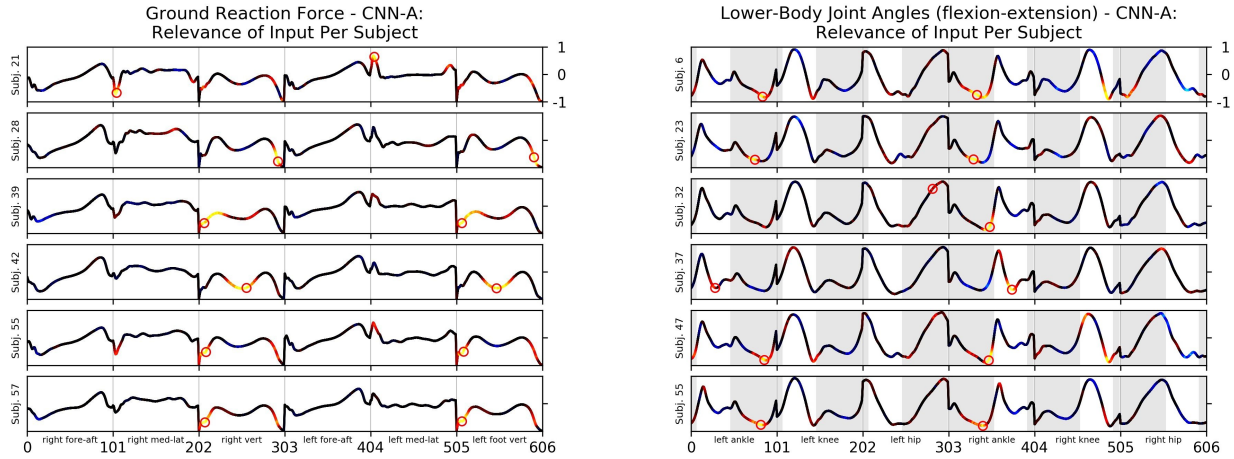 Ground Reaction Force - CNN-A:
Relevance of Input Per Subject
Subj. 21
1
0
-1
Subj. 28
Subj. 39
Subj. 42
Subj. 55
Subj. 57
right fore-aft right med-lat right vert left fore-aft left med-lat left foot vert
0 101 202 303 404 505 606
Lower-Body Joint Angles (flexion-extension) - CNN-A:
Relevance of Input Per Subject
Subj. 6
1
0
-1
Subj. 23
Subj. 32
Subj. 37
Subj. 47
Subj. 55
left ankle left knee left hip right ankle right knee right hip
0 101 202 303 404 505 606